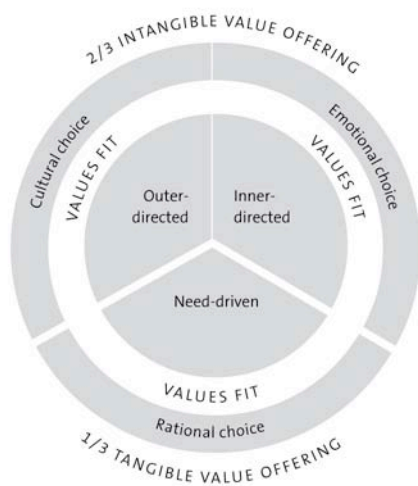 2/3 INTANGIBLE VALUE OFFERING
Cultural choice
Emotional choice
VALUES FIT
VALUES FIT
Outer-
directed
Inner-
directed
Need-driven
VALUES FIT
Rational choice
1/3 TANGIBLE VALUE OFFERING